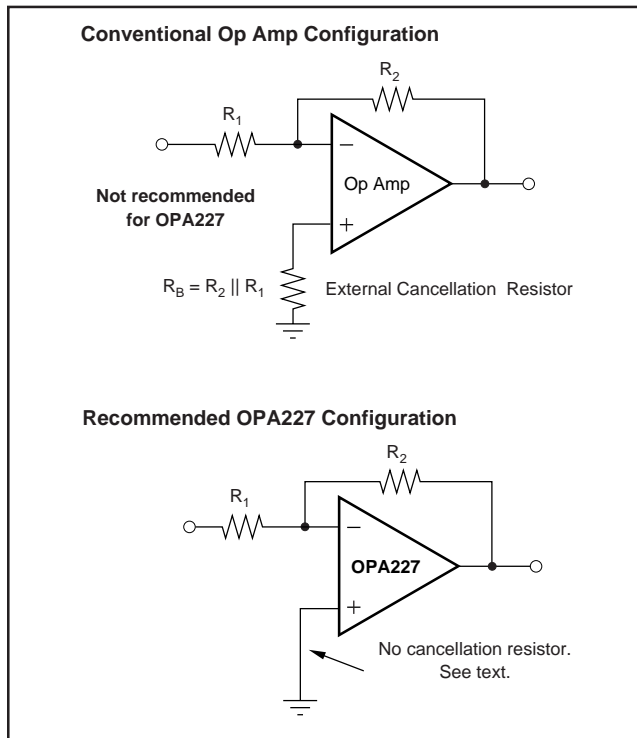 Conventional Op Amp Configuration
R2
R1
−
Op Amp
+
Not recommended
for OPA227
RB = R2 || R1
External Cancellation Resistor
Recommended OPA227 Configuration
R2
R1
−
OPA227
+
No cancellation resistor.
See text.